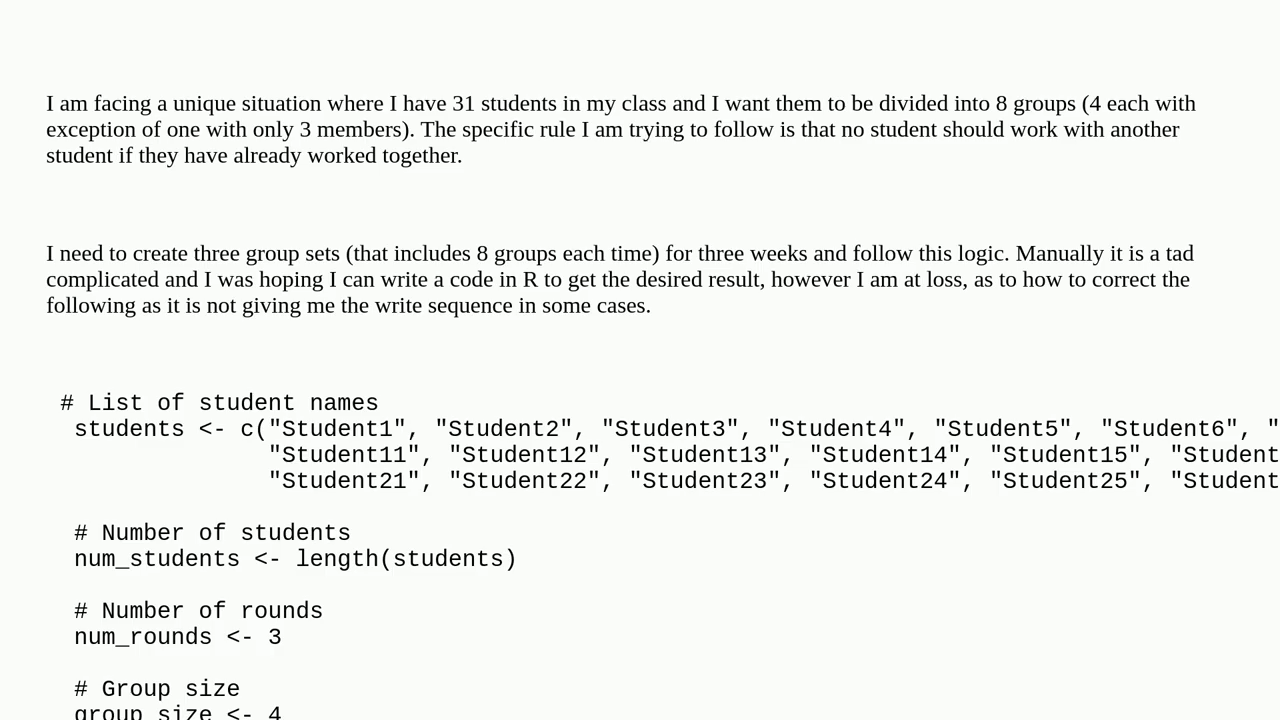 I am facing a unique situation where I have 31 students in my class and I want them to be divided into 8 groups (4 each with
exception of one with only 3 members). The specific rule I am trying to follow is that no student should work with another
student if they have already worked together.
I need to create three group sets (that includes 8 groups each time) for three weeks and follow this logic. Manually it is a tad
complicated and I was hoping I can write a code in R to get the desired result, however I am at loss, as to how to correct the
following as it is not giving me the write sequence in some cases.
# List of student names
students <- c("Student1", "Student2", "Student3", "Student4", "Student5", "Student6", "
"Student11", "Student12", "Student13", "Student14", "Student15", "Student
"Student21", "Student22", "Student23", "Student24", "Student25", "Student
# Number of students
num_students <- length(students)
# Number of rounds
num_rounds <- 3
# Group size
group_size <- 4